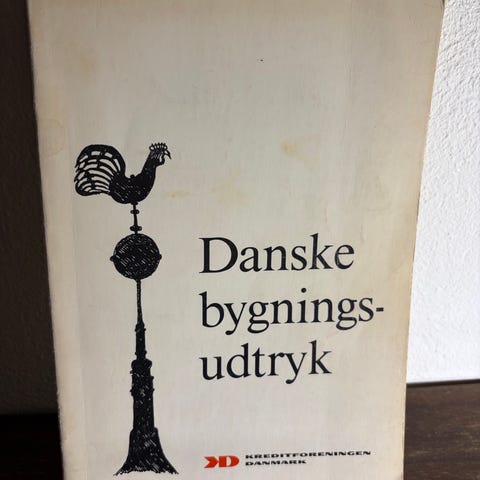 Danske
bygnings-
udtryk
KD KREDITFORENINGEN
DANMARK